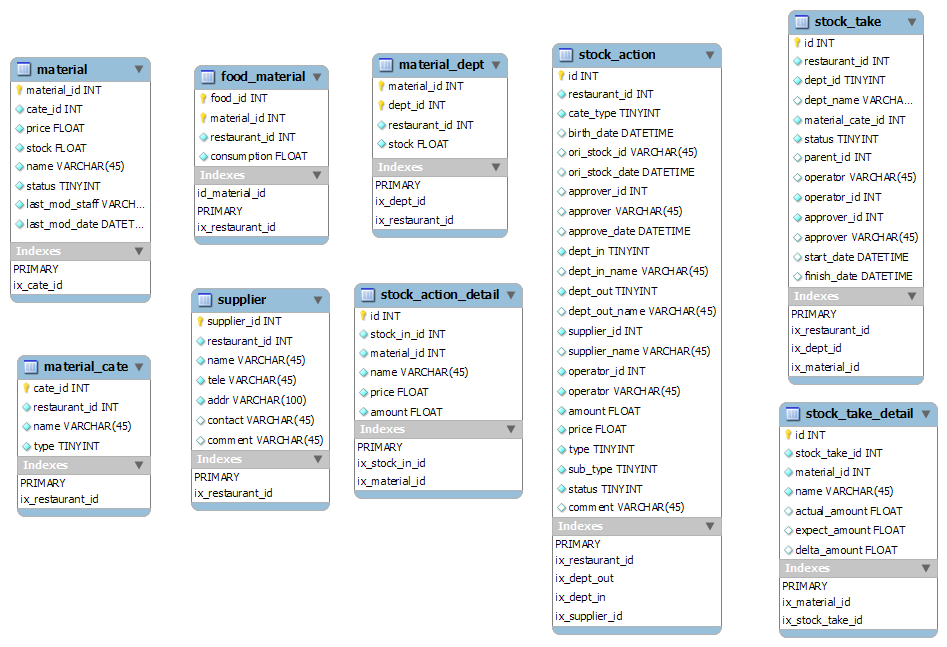 material
material_id INT
cate_id INT
price FLOAT
stock FLOAT
name VARCHAR(45)
status TINYINT
last_mod_staff VARCH...
last_mod_date DATET...
Indexes
PRIMARY
ix_cate_id
food_material
food_id INT
material_id INT
restaurant_id INT
consumption FLOAT
Indexes
id_material_id
PRIMARY
ix_restaurant_id
material_dept
material_id INT
dept_id INT
restaurant_id INT
stock FLOAT
Indexes
PRIMARY
ix_dept_id
ix_restaurant_id
stock_action
id INT
restaurant_id INT
cate_type TINYINT
birth_date DATETIME
ori_stock_id VARCHAR(45)
ori_stock_date DATETIME
approver_id INT
approver VARCHAR(45)
approve_date DATETIME
dept_in TINYINT
dept_in_name VARCHAR(45)
dept_out TINYINT
dept_out_name VARCHAR(45)
supplier_id INT
supplier_name VARCHAR(45)
operator_id INT
operator VARCHAR(45)
amount FLOAT
price FLOAT
type TINYINT
sub_type TINYINT
status TINYINT
comment VARCHAR(45)
Indexes
PRIMARY
ix_restaurant_id
ix_dept_out
ix_dept_in
ix_supplier_id
stock_take
id INT
restaurant_id INT
dept_id TINYINT
dept_name VARCHA...
material_cate_id INT
status TINYINT
parent_id INT
operator VARCHAR(45)
operator_id INT
approver_id INT
approver VARCHAR(45)
start_date DATETIME
finish_date DATETIME
Indexes
PRIMARY
ix_restaurant_id
ix_dept_id
ix_material_id
material_cate
cate_id INT
restaurant_id INT
name VARCHAR(45)
type TINYINT
Indexes
PRIMARY
ix_restaurant_id
supplier
supplier_id INT
restaurant_id INT
name VARCHAR(45)
tele VARCHAR(45)
addr VARCHAR(100)
contact VARCHAR(45)
comment VARCHAR(45)
Indexes
PRIMARY
ix_restaurant_id
stock_action_detail
id INT
stock_in_id INT
material_id INT
name VARCHAR(45)
price FLOAT
amount FLOAT
Indexes
PRIMARY
ix_stock_in_id
ix_material_id
stock_take_detail
id INT
stock_take_id INT
material_id INT
name VARCHAR(45)
actual_amount FLOAT
expect_amount FLOAT
delta_amount FLOAT
Indexes
PRIMARY
ix_material_id
ix_stock_take_id